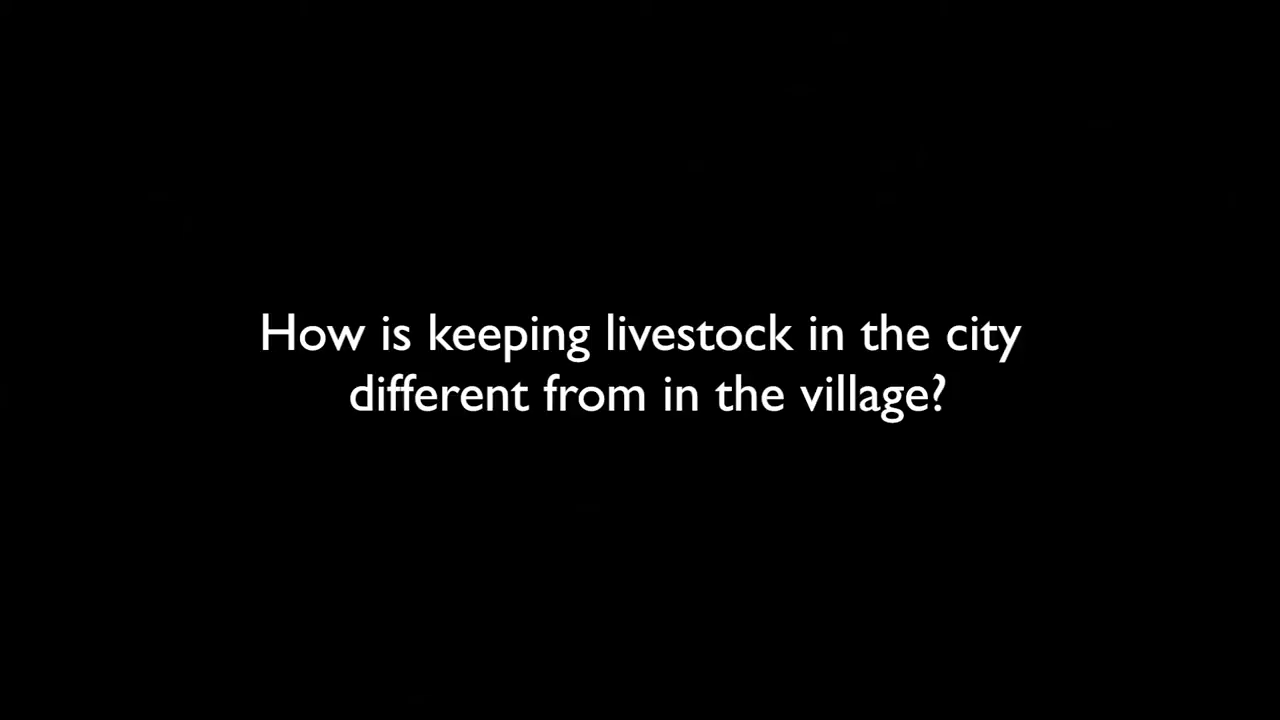 How is keeping livestock in the city
different from in the village?